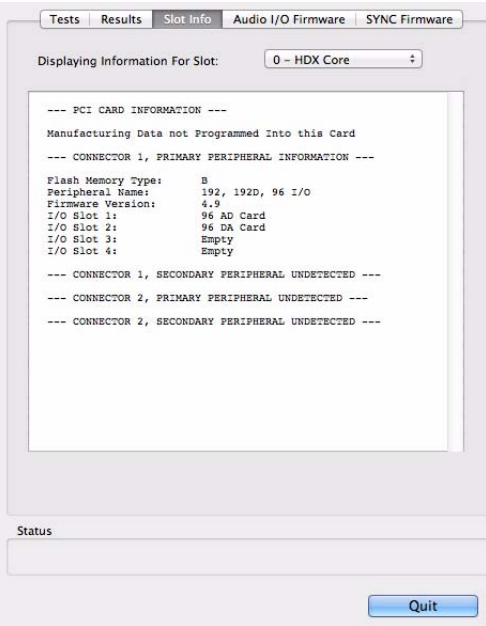 Tests Results Slot Info Audio I/O Firmware SYNC Firmware
Displaying Information For Slot: 0 – HDX Core
--- PCI CARD INFORMATION ---
Manufacturing Data not Programmed Into this Card
--- CONNECTOR 1, PRIMARY PERIPHERAL INFORMATION ---
Flash Memory Type: B
Peripheral Name: 192, 192D, 96 I/O
Firmware Version: 4.9
I/O Slot 1: 96 AD Card
I/O Slot 2: 96 DA Card
I/O Slot 3: Empty
I/O Slot 4: Empty
--- CONNECTOR 1, SECONDARY PERIPHERAL UNDETECTED ---
--- CONNECTOR 2, PRIMARY PERIPHERAL UNDETECTED ---
--- CONNECTOR 2, SECONDARY PERIPHERAL UNDETECTED ---
Status
Quit